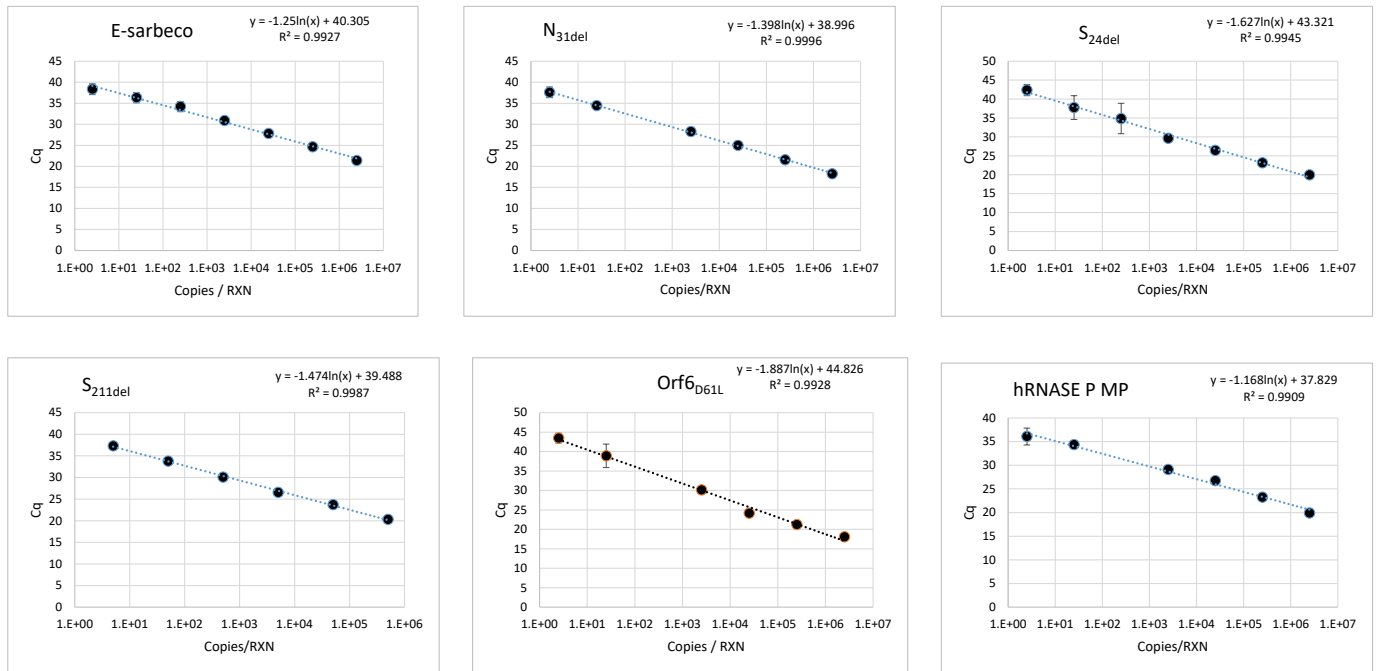 E-sarbeco
y = -1.25ln(x) + 40.305
R² = 0.9927
45
40
35
30
25
20
15
10
5
0
Cq
1.E+00 1.E+01 1.E+02 1.E+03 1.E+04 1.E+05 1.E+06 1.E+07
Copies / RXN
N31del
y = -1.398ln(x) + 38.996
R² = 0.9996
45
40
35
30
25
20
15
10
5
0
Cq
1.E+00 1.E+01 1.E+02 1.E+03 1.E+04 1.E+05 1.E+06 1.E+07
Copies/RXN
S24del
y = -1.627ln(x) + 43.321
R² = 0.9945
50
45
40
35
30
25
20
15
10
5
0
Cq
1.E+00 1.E+01 1.E+02 1.E+03 1.E+04 1.E+05 1.E+06 1.E+07
Copies/RXN
S211del
y = -1.474ln(x) + 39.488
R² = 0.9987
45
40
35
30
25
20
15
10
5
0
Cq
1.E+00 1.E+01 1.E+02 1.E+03 1.E+04 1.E+05 1.E+06
Copies/RXN
Orf6D61L
y = -1.887ln(x) + 44.826
R² = 0.9928
50
45
40
35
30
25
20
15
10
5
0
Cq
1.E+00 1.E+01 1.E+02 1.E+03 1.E+04 1.E+05 1.E+06 1.E+07
Copies / RXN
hRNASE P MP
y = -1.168ln(x) + 37.829
R² = 0.9909
40
35
30
25
20
15
10
5
0
Cq
1.E+00 1.E+01 1.E+02 1.E+03 1.E+04 1.E+05 1.E+06 1.E+07
Copies/RXN